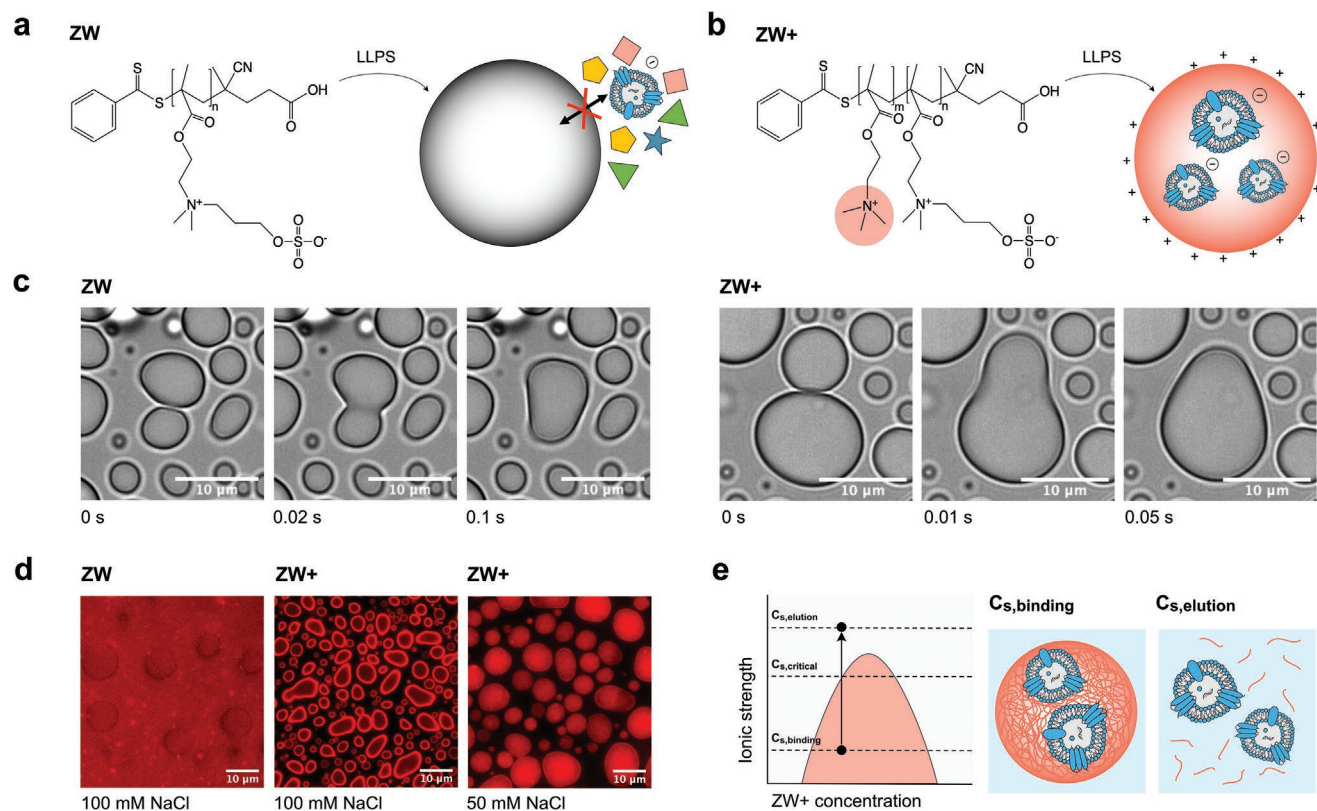 a
ZW
S
S
n
CN
OH
O
O
O
N+
O
O
S
O-
O
LLPS
−
b
ZW+
S
S
m
n
CN
OH
O
O
O
O
O
N+
N+
O
O
S
O-
O
LLPS
+ + + + + + + + + + + + + + + + + + + +
−
−
−
c
ZW
10 μm
10 μm
10 μm
0 s
0.02 s
0.1 s
ZW+
10 μm
10 μm
10 μm
0 s
0.01 s
0.05 s
d
ZW
ZW+
ZW+
10 μm
10 μm
10 μm
100 mM NaCl
100 mM NaCl
50 mM NaCl
e
Ionic strength
Cs,elution
Cs,critical
Cs,binding
ZW+ concentration
Cs,binding
Cs,elution